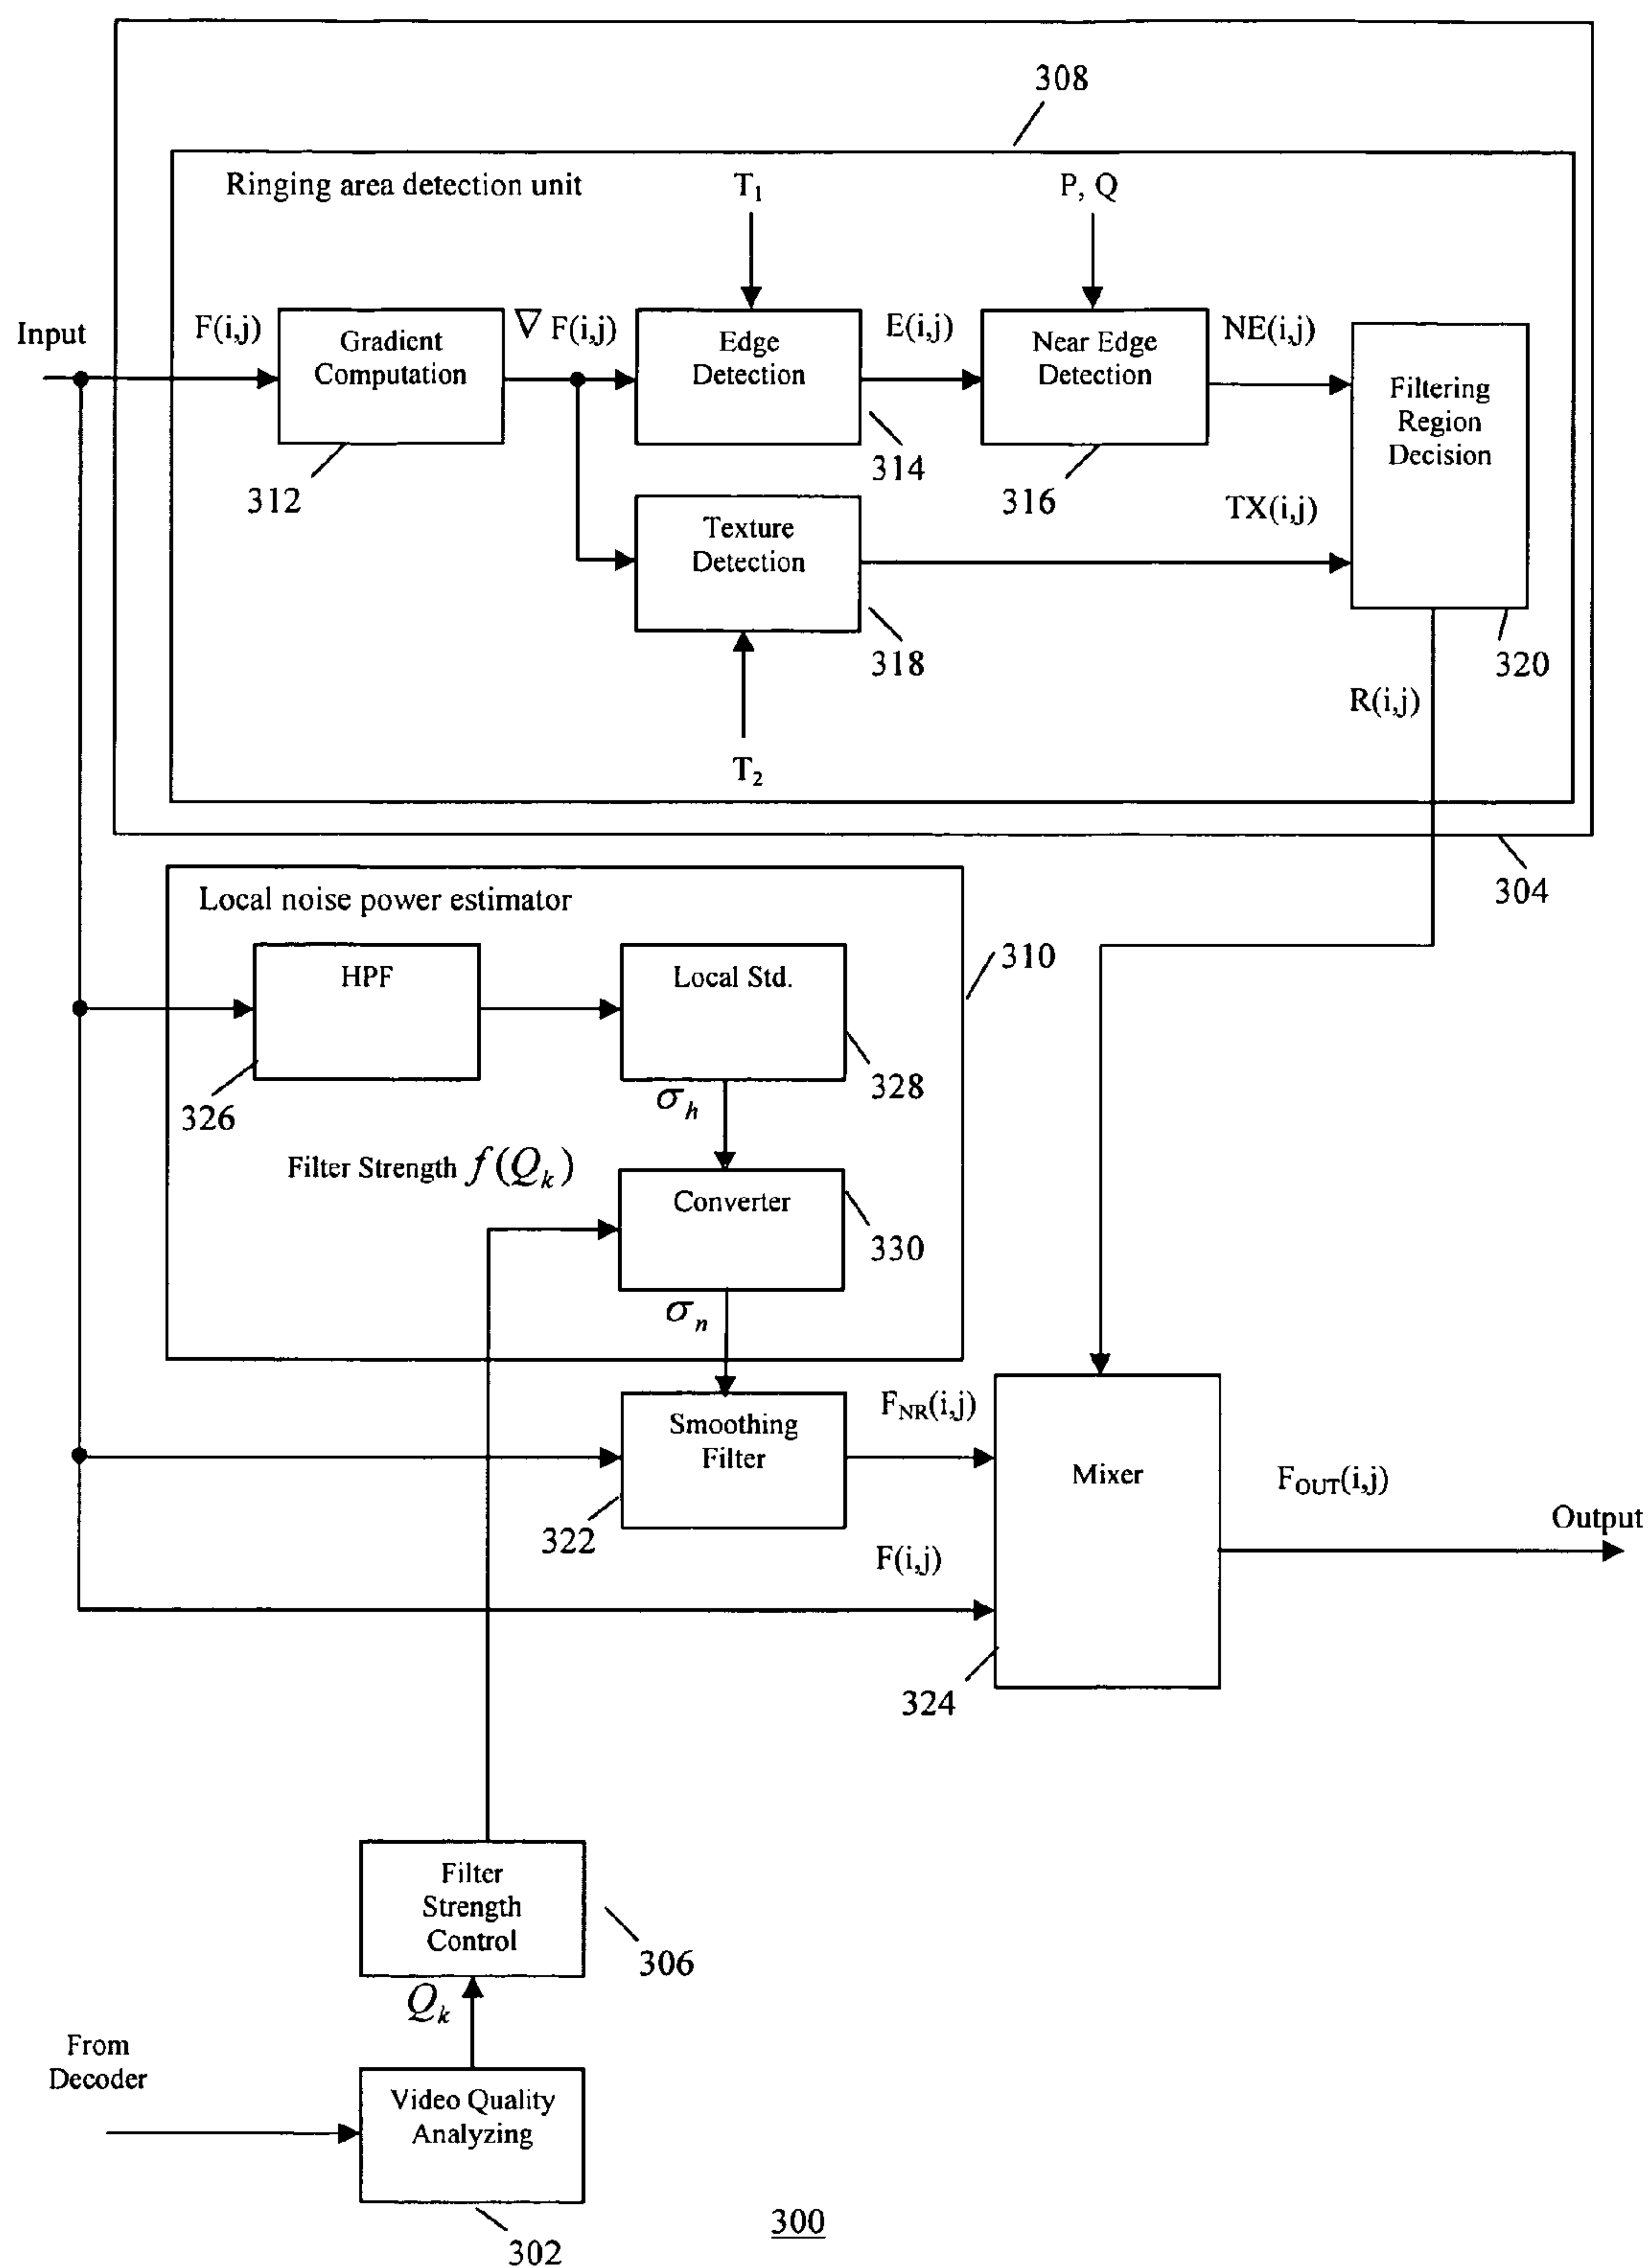 308
Ringing area detection unit
T1
P, Q
Input
F(i,j)
Gradient
Computation
∇ F(i,j)
Edge
Detection
E(i,j)
Near Edge
Detection
NE(i,j)
Filtering
Region
Decision
312
314
316
TX(i,j)
Texture
Detection
318
320
R(i,j)
T2
304
Local noise power estimator
310
HPF
Local Std.
326
328
σh
Filter Strength f(Qk)
Converter
330
σn
Smoothing
Filter
FNR(i,j)
Mixer
FOUT(i,j)
Output
322
F(i,j)
324
Filter
Strength
Control
306
Qk
From
Decoder
Video Quality
Analyzing
302
300